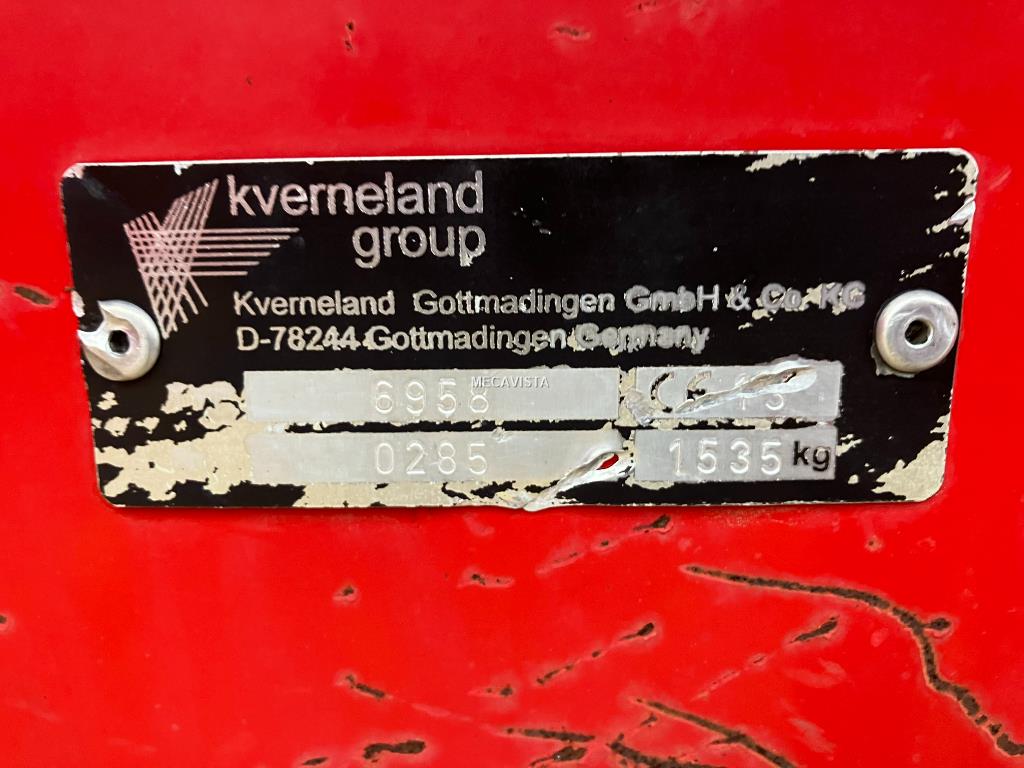 kverneland
group
Kverneland Gottmadingen GmbH & Co. KG
D-78244 Gottmadingen Germany
6958
MECAVISTA
0285
1535 kg